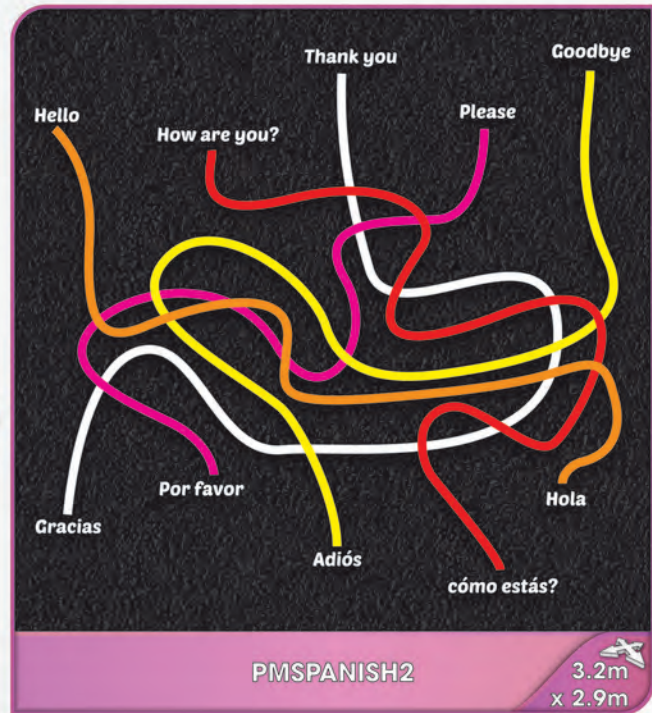 Thank you
Goodbye
Hello
How are you?
Please
Gracias
Por favor
Adiós
cómo estás?
Hola
PMSPANISH2
3.2m
x 2.9m